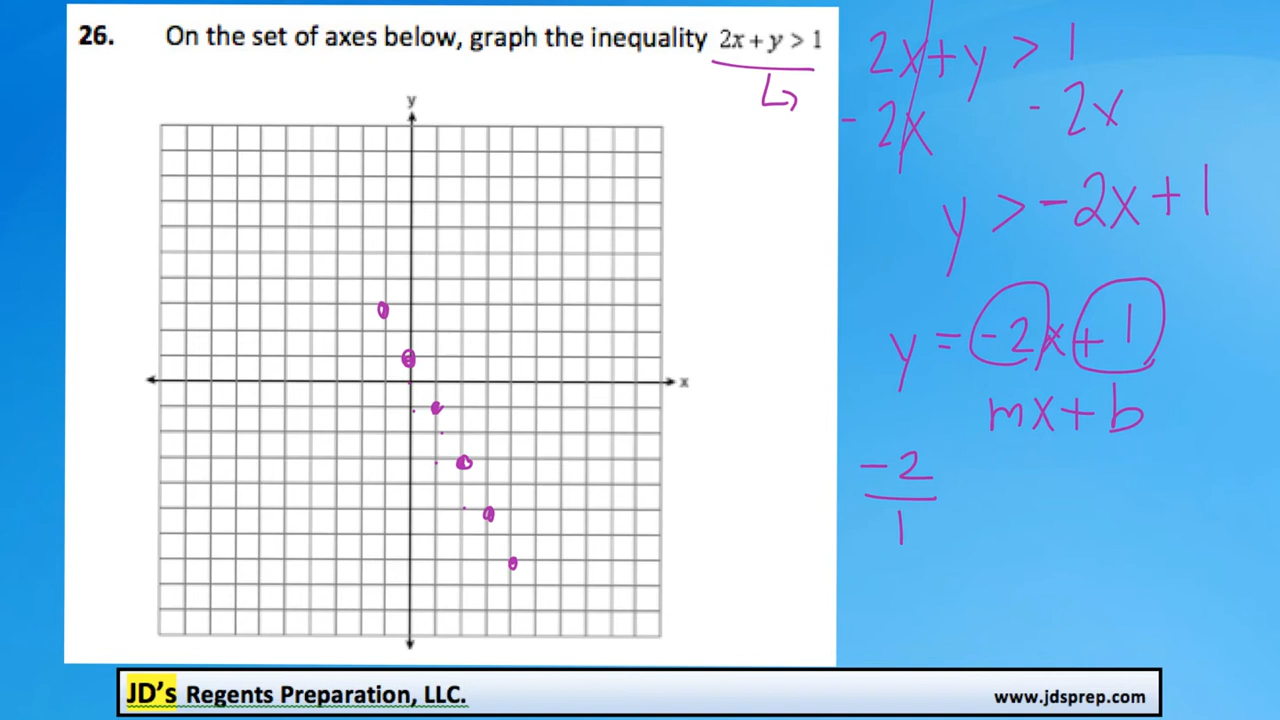 26. On the set of axes below, graph the inequality 2x + y > 1
2x + y > 1
- 2x - 2x
y > -2x + 1
y = -2x + 1
mx + b
-2
1
y
x
JD's Regents Preparation, LLC.
www.jdsprep.com